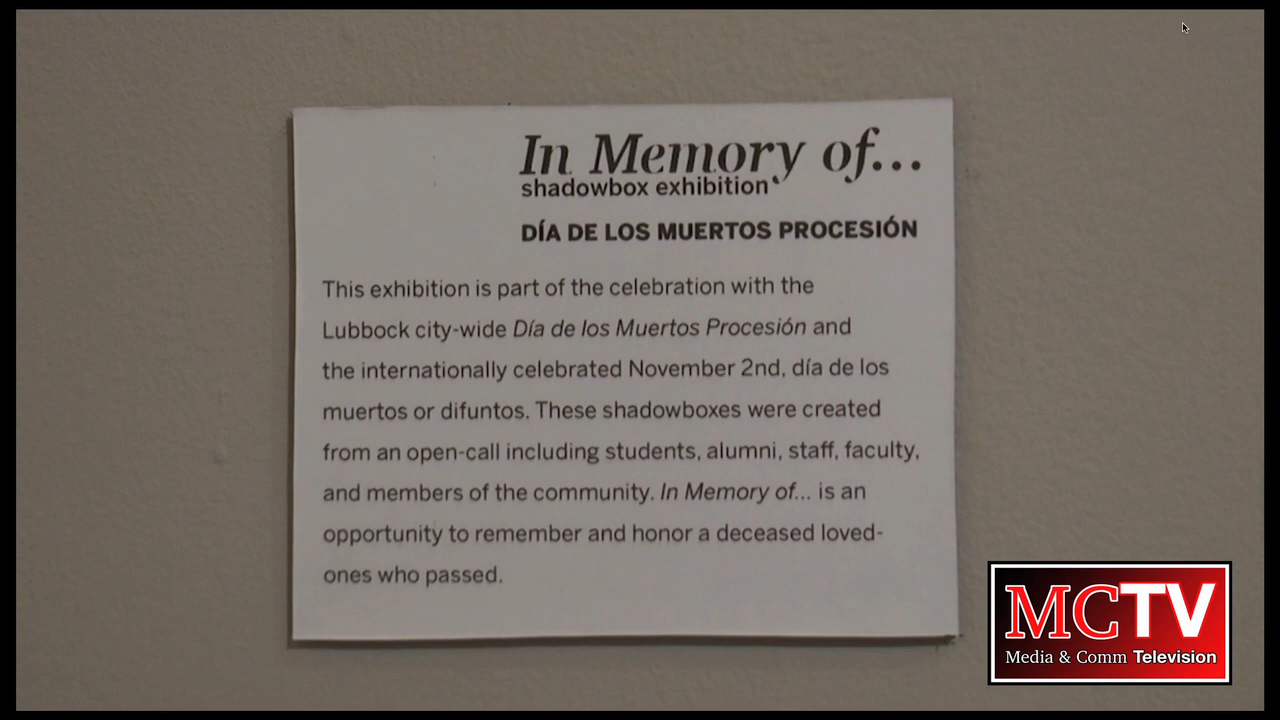 In Memory of...
shadowbox exhibition
DÍA DE LOS MUERTOS PROCESIÓN
This exhibition is part of the celebration with the
Lubbock city-wide Día de los Muertos Procesión and
the internationally celebrated November 2nd, día de los
muertos or difuntos. These shadowboxes were created
from an open-call including students, alumni, staff, faculty,
and members of the community. In Memory of... is an
opportunity to remember and honor a deceased loved-
ones who passed.
MCTV
Media & Comm Television